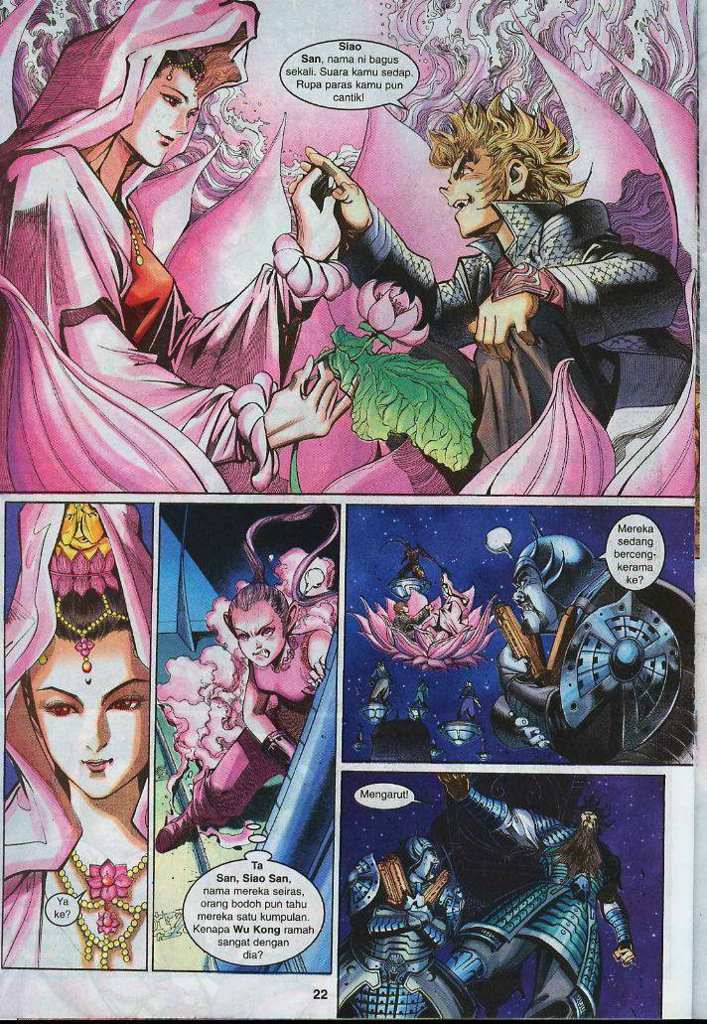 Siao
San, nama ni bagus
sekali. Suara kamu sedap.
Rupa paras kamu pun
cantik!
Ya
ke?
Ta
San, Siao San,
nama mereka seiras,
orang bodoh pun tahu
mereka satu kumpulan.
Kenapa Wu Kong ramah
sangat dengan
dia?
Mereka
sedang
berceng-
kerama
ke?
Mengarut!
22